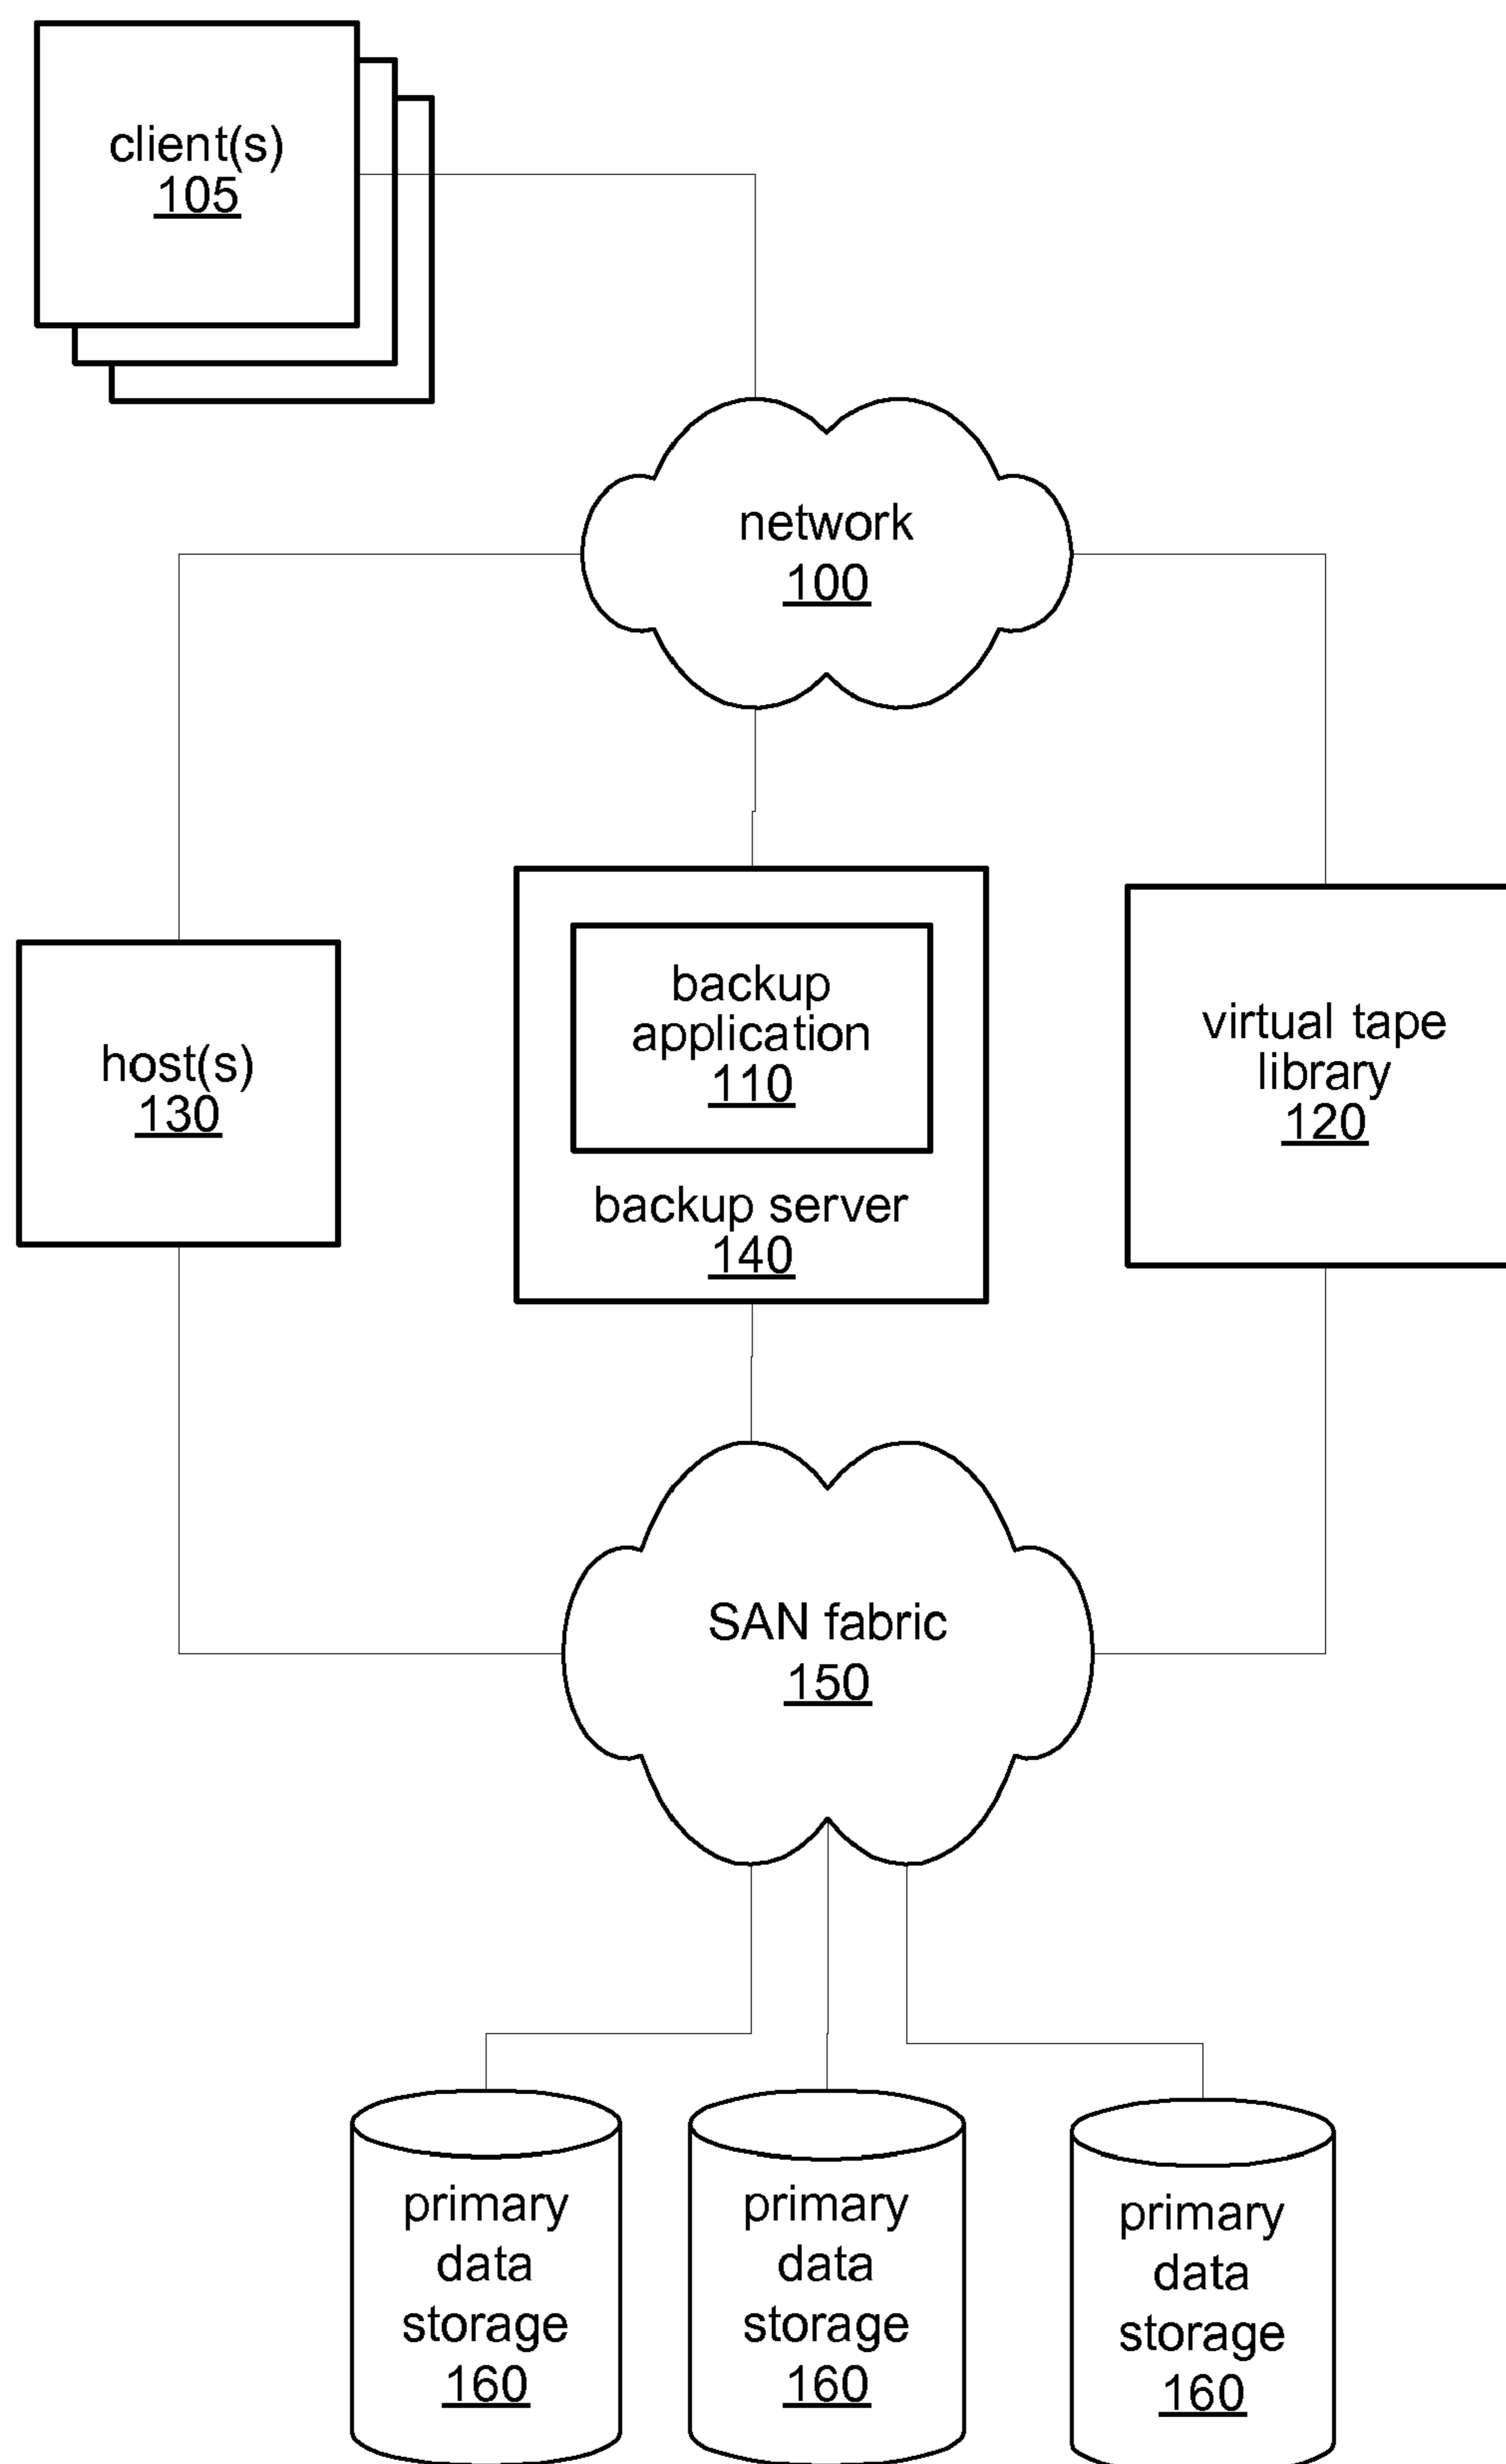 client(s)
105
network
100
host(s)
130
backup
application
110
backup server
140
virtual tape
library
120
SAN fabric
150
primary
data
storage
160
primary
data
storage
160
primary
data
storage
160